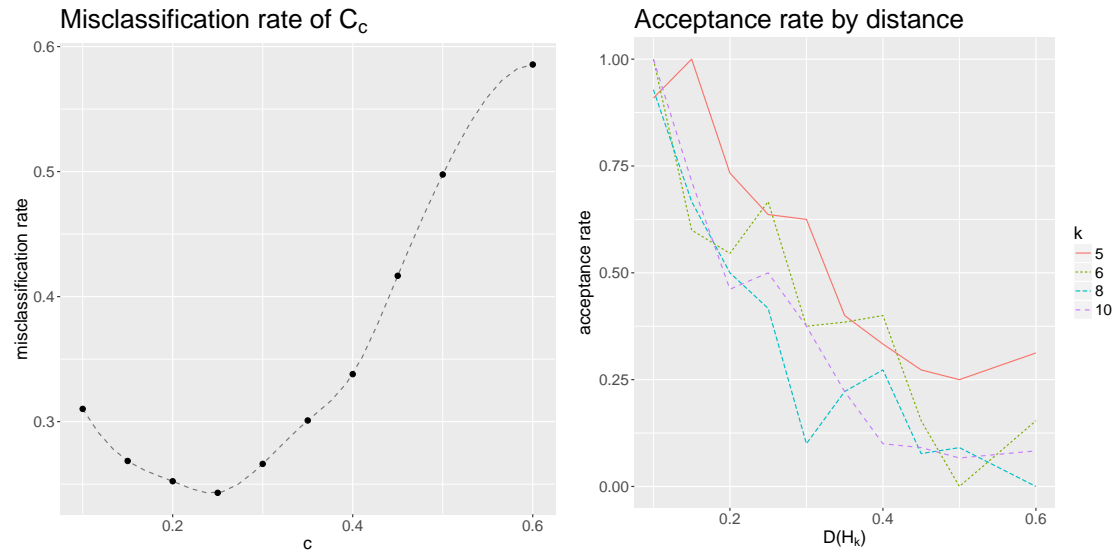 Misclassification rate of C_c
0.6
0.5
0.4
0.3
misclassification rate
0.2
0.4
0.6
c
Acceptance rate by distance
1.00
0.75
0.50
0.25
0.00
acceptance rate
0.2
0.4
0.6
D(H_k)
k
5
6
8
10